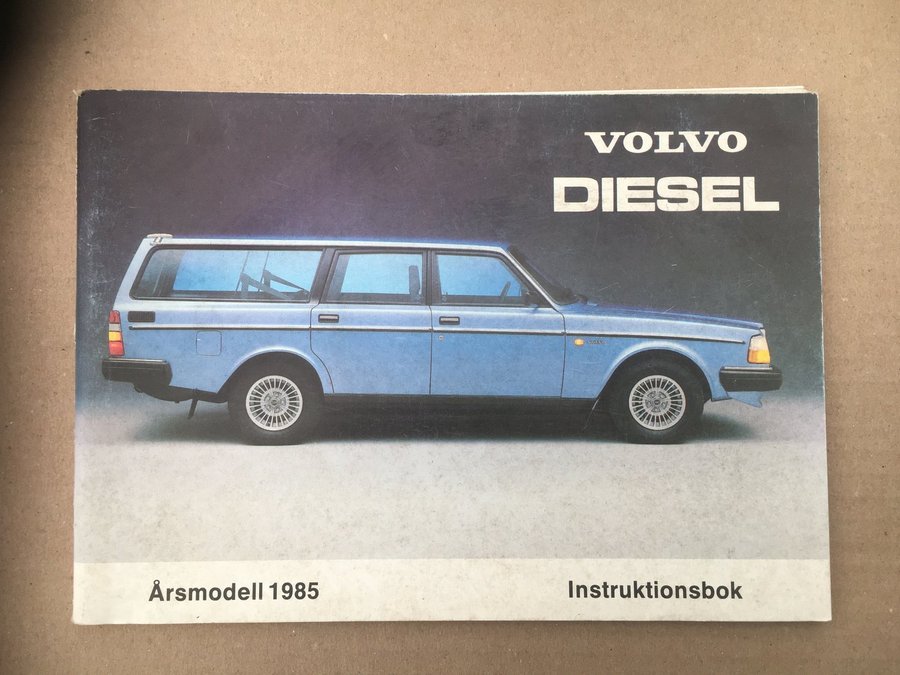 VOLVO
DIESEL
Årsmodell 1985
Instruktionsbok